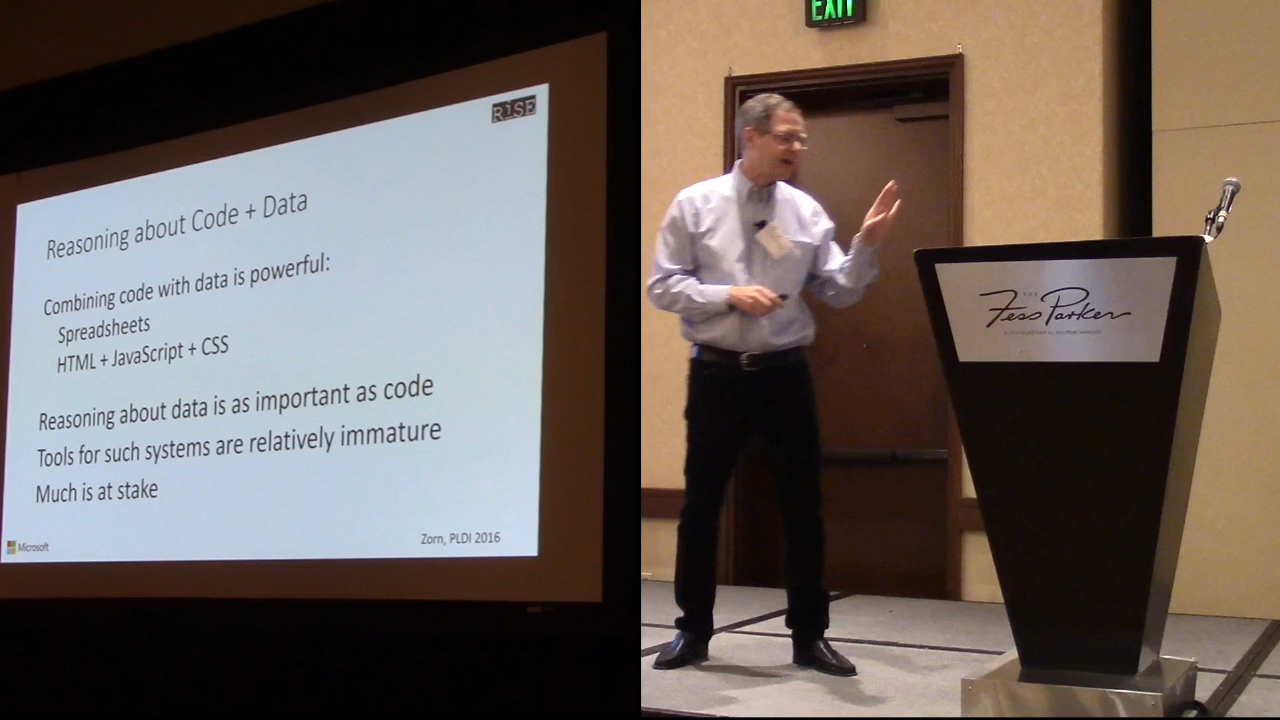 RiSE
Reasoning about Code + Data
Combining code with data is powerful:
Spreadsheets
HTML + JavaScript + CSS
Reasoning about data is as important as code
Tools for such systems are relatively immature
Much is at stake
Microsoft
Zorn, PLDI 2016
EXIT
THE
Fess Parker